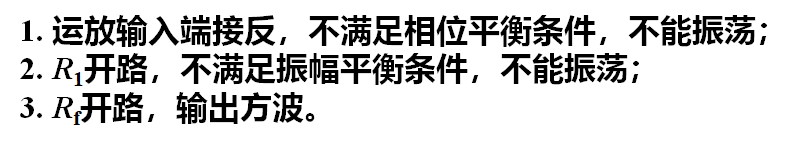 1. 运放输入端接反，不满足相位平衡条件，不能振荡；
2. R₁开路，不满足振幅平衡条件，不能振荡；
3. Rf开路，输出方波。